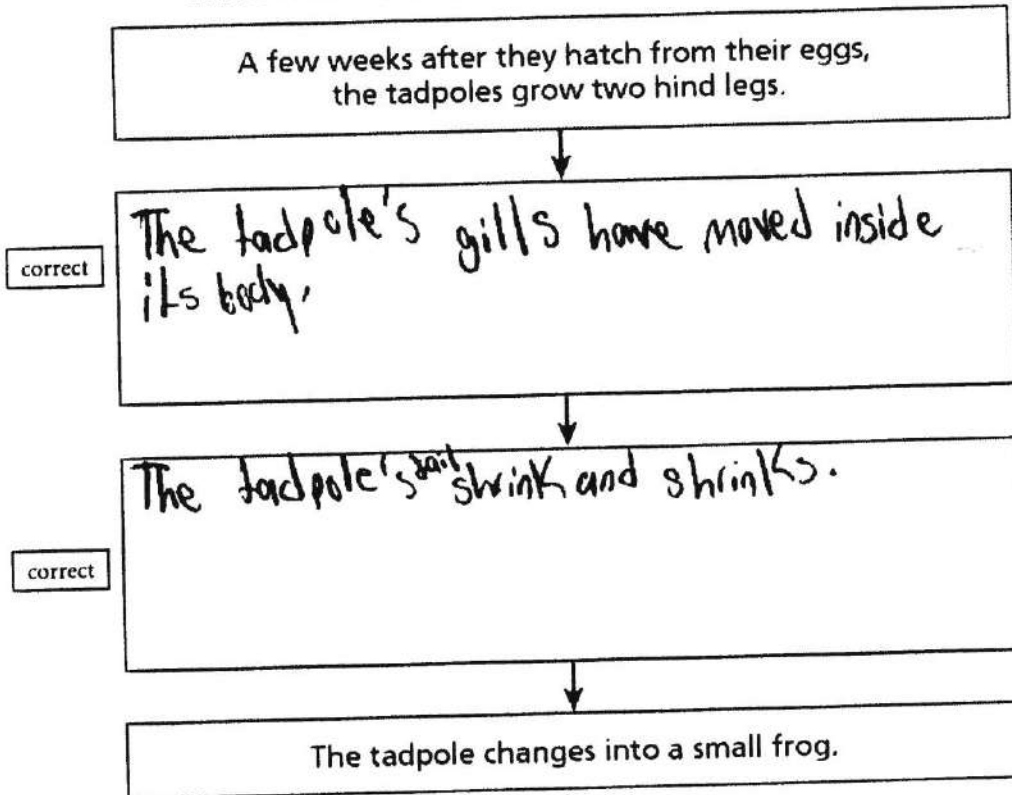 A few weeks after they hatch from their eggs,
the tadpoles grow two hind legs.
correct
The tadpole's gills have moved inside
its body.
correct
The tadpole's tail shrink and shrinks.
The tadpole changes into a small frog.